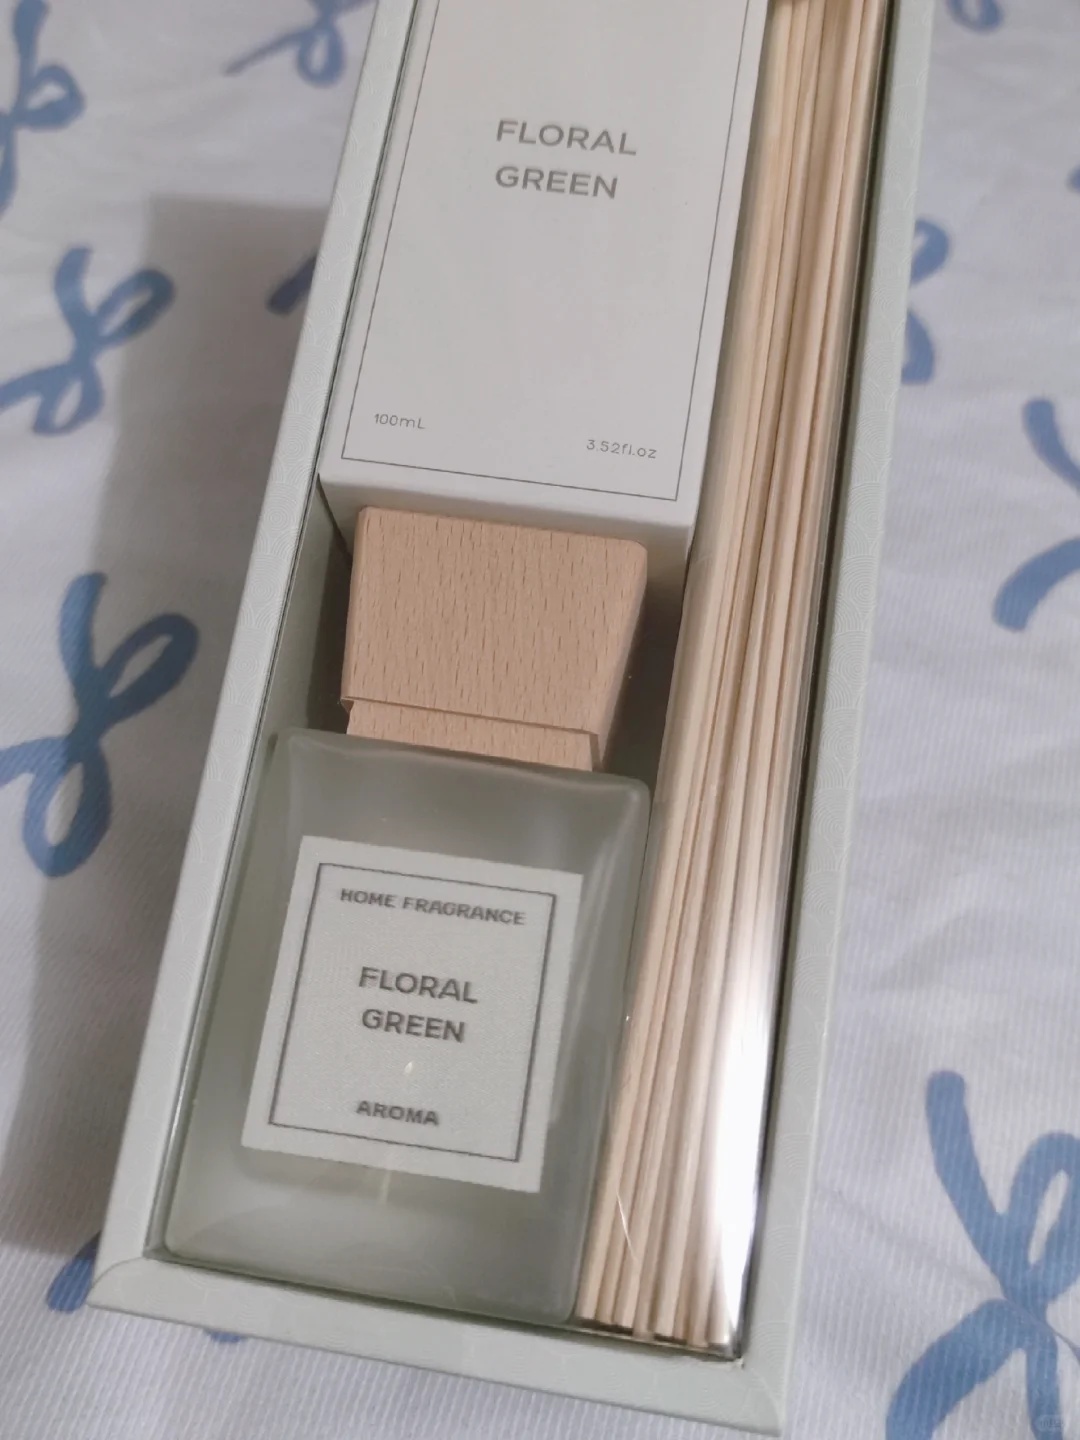 FLORAL
GREEN
100mL
3.52fl.oz
HOME FRAGRANCE
FLORAL
GREEN
AROMA